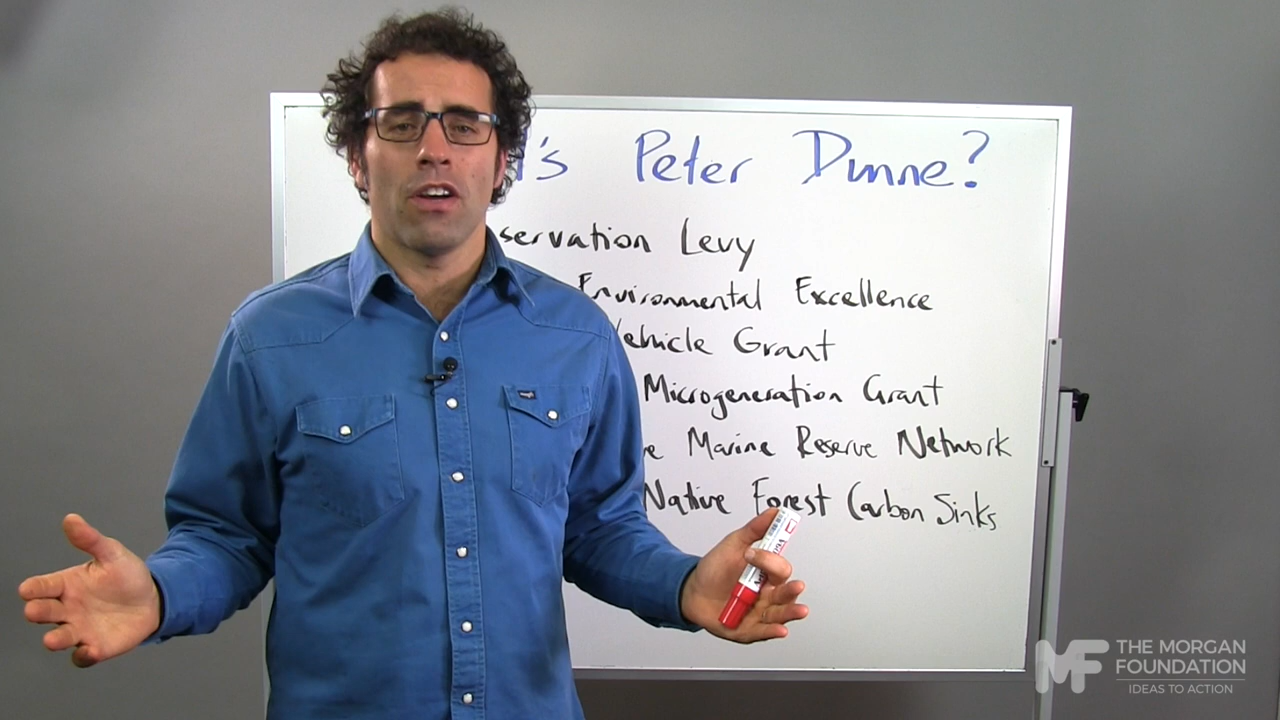 's Peter Dunne?
servation Levy
Environmental Excellence
Vehicle Grant
Microgeneration Grant
e Marine Reserve Network
Native Forest Carbon Sinks
MF THE MORGAN
FOUNDATION
IDEAS TO ACTION